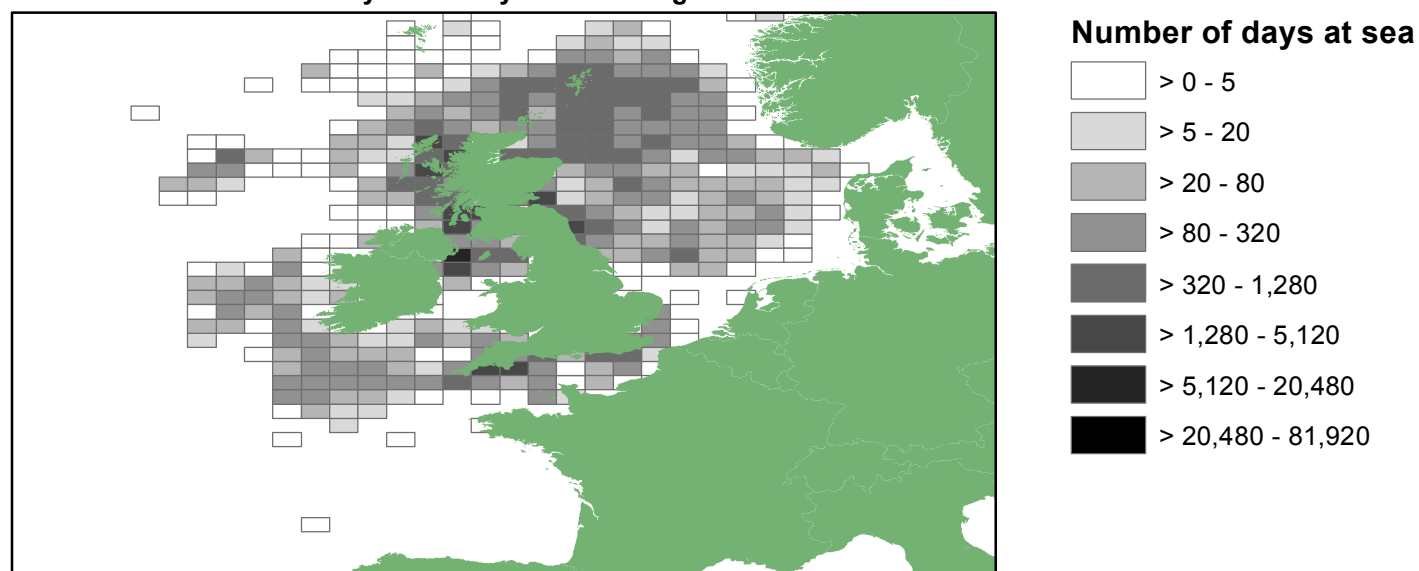 Number of days at sea
> 0 - 5
> 5 - 20
> 20 - 80
> 80 - 320
> 320 - 1,280
> 1,280 - 5,120
> 5,120 - 20,480
> 20,480 - 81,920